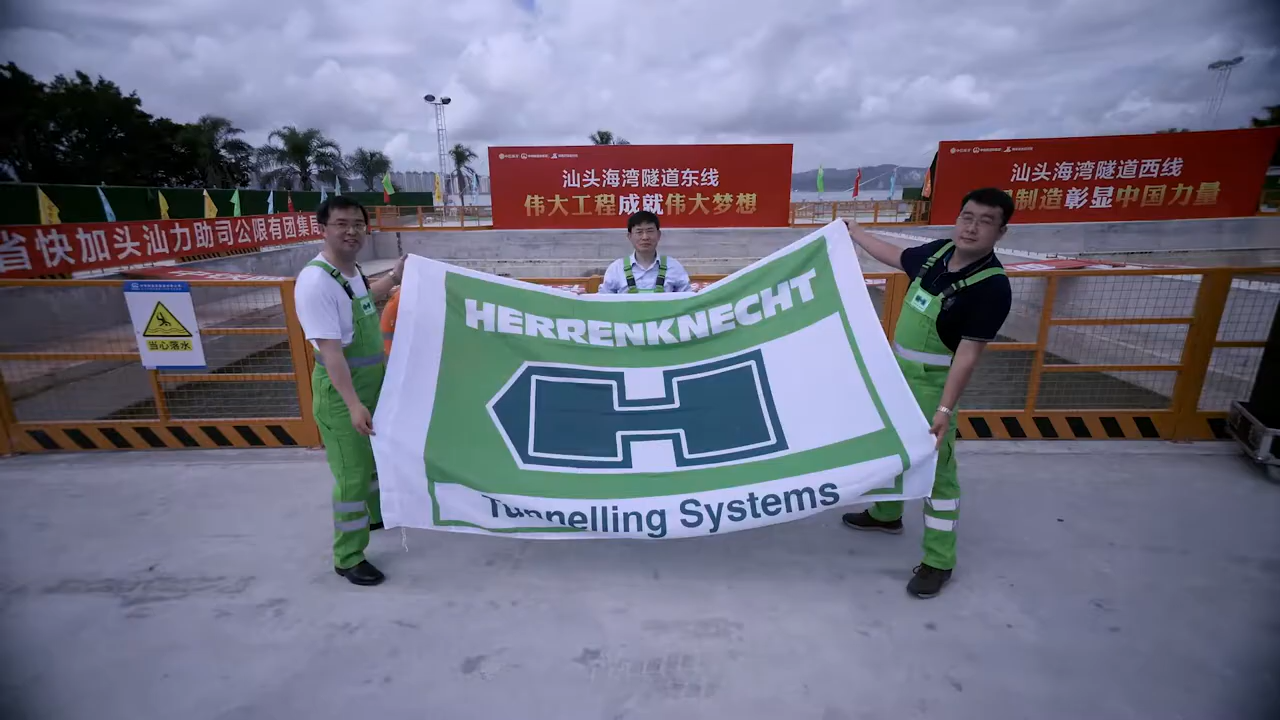 汕头海湾隧道东线
伟大工程成就伟大梦想
汕头海湾隧道西线
制造彰显中国力量
省快加头汕力助司公限有团集局
当心落水
HERRENKNECHT
Tunnelling Systems